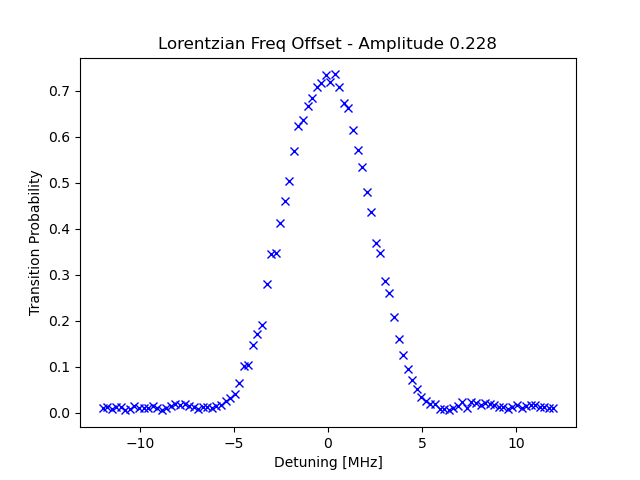 Lorentzian Freq Offset - Amplitude 0.228
Transition Probability
0.7
0.6
0.5
0.4
0.3
0.2
0.1
0.0
−10 −5 0 5 10
Detuning [MHz]